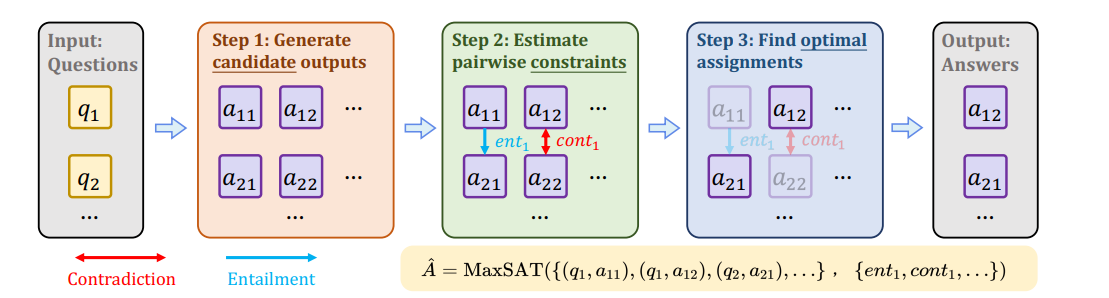 Input:
Questions
q₁
q₂
...
Step 1: Generate
candidate outputs
a₁₁ a₁₂ ...
a₂₁ a₂₂ ...
...
Step 2: Estimate
pairwise constraints
a₁₁ a₁₂ ...
ent₁ cont₁
a₂₁ a₂₂ ...
...
Step 3: Find optimal
assignments
a₁₁ a₁₂ ...
ent₁ cont₁
a₂₁ a₂₂ ...
...
Output:
Answers
a₁₂
a₂₁
...
Contradiction
Entailment
Â = MaxSAT({(q₁, a₁₁), (q₁, a₁₂), (q₂, a₂₁), …} , {ent₁, cont₁, …})